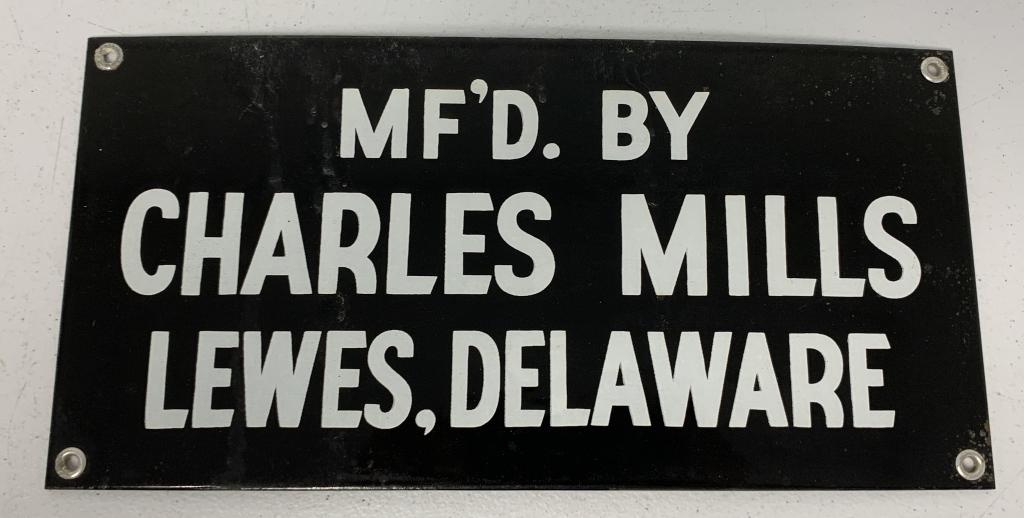 MF'D. BY
CHARLES MILLS
LEWES, DELAWARE